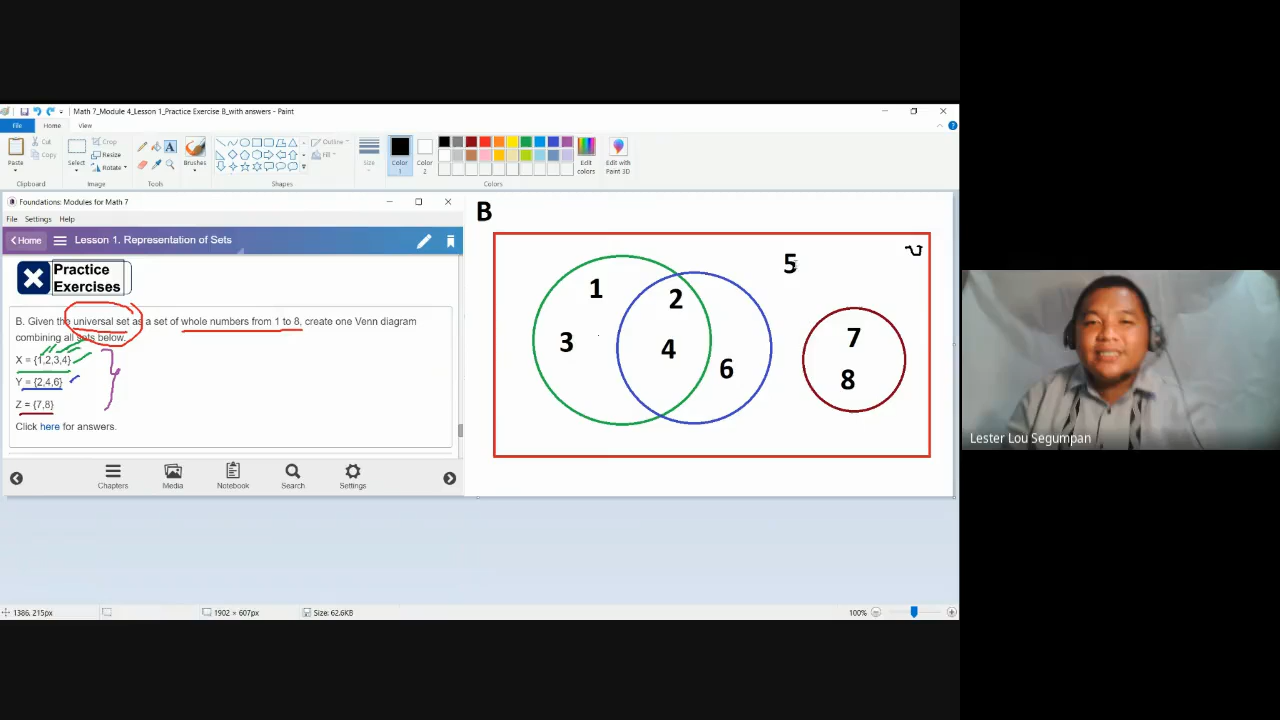 Math 7_Module 4_Lesson 1_Practice Exercise B_with answers - Paint
File Home View
Paste
Cut
Copy
Clipboard
Select
Crop
Resize
Rotate
Image
Tools
Brushes
Outline
Fill
Shapes
Size
Color 1
Color 2
Edit colors
Edit with Paint 3D
Colors
Foundations: Modules for Math 7
File Settings Help
Home
Lesson 1. Representation of Sets
Practice
Exercises
B. Given the universal set as a set of whole numbers from 1 to 8, create one Venn diagram
combining all sets below.
X = {1,2,3,4}
Y = {2,4,6}
Z = {7,8}
Click here for answers.
Chapters Media Notebook Search Settings
B
5
1
2
3
4
6
7
8
1386, 215px
1902 × 607px
Size: 62.6KB
100%
Lester Lou Segumpan